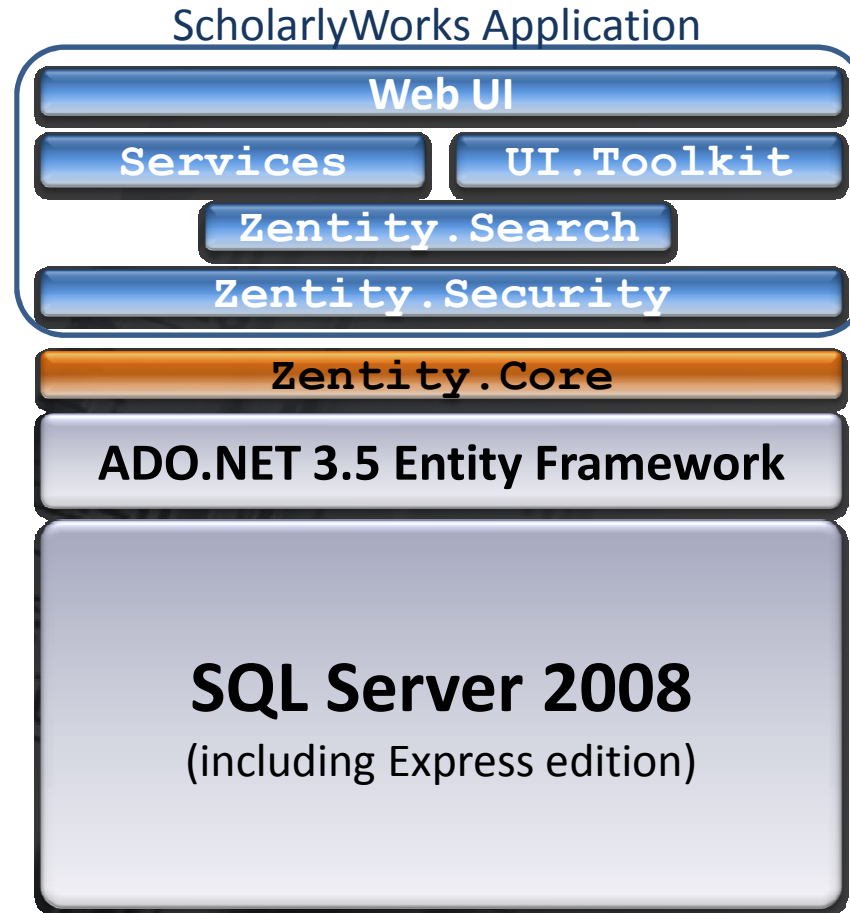 ScholarlyWorks Application
Web UI
Services
UI.Toolkit
Zentity.Search
Zentity.Security
Zentity.Core
ADO.NET 3.5 Entity Framework
SQL Server 2008
(including Express edition)